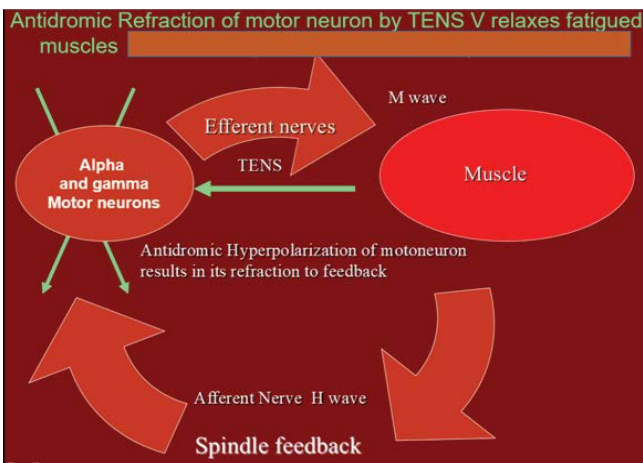 Antidromic Refraction of motor neuron by TENS V relaxes fatigued
muscles
M wave
Efferent nerves
TENS
Alpha
and gamma
Motor neurons
Muscle
Antidromic Hyperpolarization of motoneuron
results in its refraction to feedback
Afferent Nerve H wave
Spindle feedback